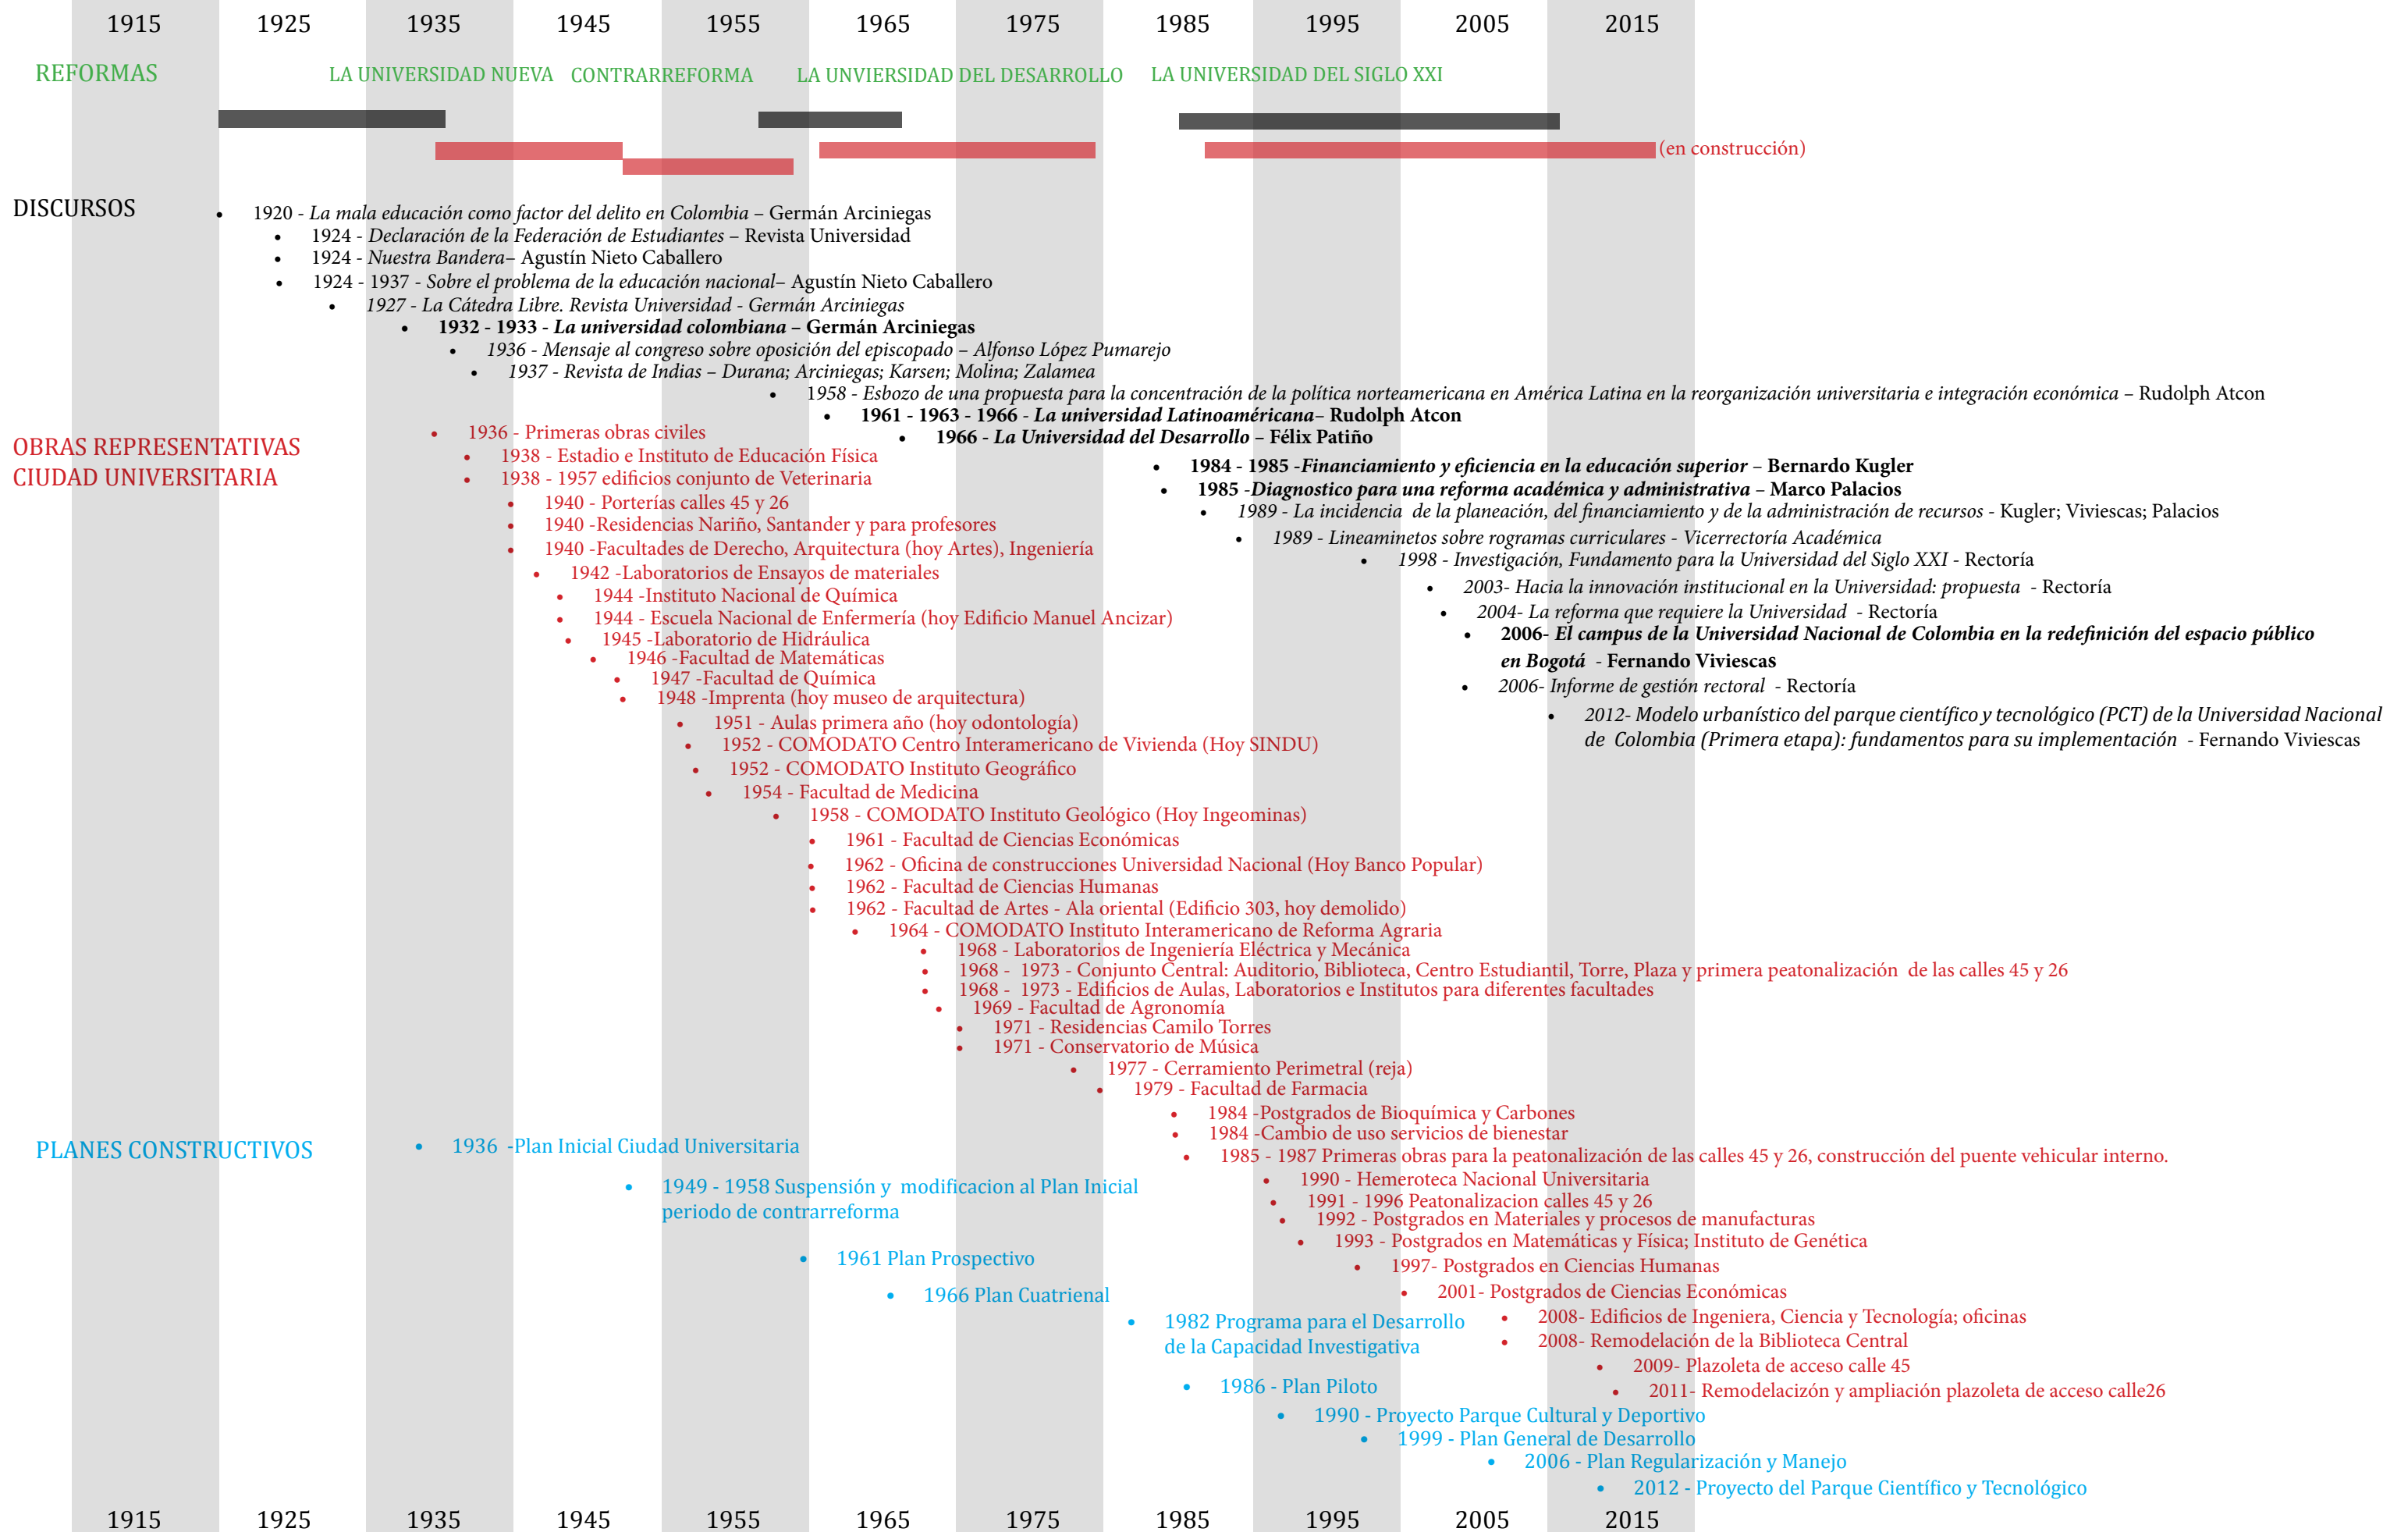 1915 1925 1935 1945 1955 1965 1975 1985 1995 2005 2015
REFORMAS
LA UNIVERSIDAD NUEVA
CONTRARREFORMA
LA UNVIERSIDAD DEL DESARROLLO
LA UNIVERSIDAD DEL SIGLO XXI
(en construcción)
DISCURSOS
1920 - La mala educación como factor del delito en Colombia – Germán Arciniegas
1924 - Declaración de la Federación de Estudiantes – Revista Universidad
1924 - Nuestra Bandera– Agustín Nieto Caballero
1924 - 1937 - Sobre el problema de la educación nacional– Agustín Nieto Caballero
1927 - La Cátedra Libre. Revista Universidad - Germán Arciniegas
1932 - 1933 - La universidad colombiana – Germán Arciniegas
1936 - Mensaje al congreso sobre oposición del episcopado – Alfonso López Pumarejo
1937 - Revista de Indias – Durana; Arciniegas; Karsen; Molina; Zalamea
1958 - Esbozo de una propuesta para la concentración de la política norteamericana en América Latina en la reorganización universitaria e integración económica – Rudolph Atcon
1961 - 1963 - 1966 - La universidad Latinoaméricana– Rudolph Atcon
1966 - La Universidad del Desarrollo – Félix Patiño
1984 - 1985 -Financiamiento y eficiencia en la educación superior – Bernardo Kugler
1985 -Diagnostico para una reforma académica y administrativa – Marco Palacios
1989 - La incidencia de la planeación, del financiamiento y de la administración de recursos - Kugler; Viviescas; Palacios
1989 - Lineaminetos sobre rogramas curriculares - Vicerrectoría Académica
1998 - Investigación, Fundamento para la Universidad del Siglo XXI - Rectoría
2003- Hacia la innovación institucional en la Universidad: propuesta - Rectoría
2004- La reforma que requiere la Universidad - Rectoría
2006- El campus de la Universidad Nacional de Colombia en la redefinición del espacio público
en Bogotá - Fernando Viviescas
2006- Informe de gestión rectoral - Rectoría
2012- Modelo urbanístico del parque científico y tecnológico (PCT) de la Universidad Nacional
de Colombia (Primera etapa): fundamentos para su implementación - Fernando Viviescas
OBRAS REPRESENTATIVAS
CIUDAD UNIVERSITARIA
1936 - Primeras obras civiles
1938 - Estadio e Instituto de Educación Física
1938 - 1957 edificios conjunto de Veterinaria
1940 - Porterías calles 45 y 26
1940 -Residencias Nariño, Santander y para profesores
1940 -Facultades de Derecho, Arquitectura (hoy Artes), Ingeniería
1942 -Laboratorios de Ensayos de materiales
1944 -Instituto Nacional de Química
1944 - Escuela Nacional de Enfermería (hoy Edificio Manuel Ancizar)
1945 -Laboratorio de Hidráulica
1946 -Facultad de Matemáticas
1947 -Facultad de Química
1948 -Imprenta (hoy museo de arquitectura)
1951 - Aulas primera año (hoy odontología)
1952 - COMODATO Centro Interamericano de Vivienda (Hoy SINDU)
1952 - COMODATO Instituto Geográfico
1954 - Facultad de Medicina
1958 - COMODATO Instituto Geológico (Hoy Ingeominas)
1961 - Facultad de Ciencias Económicas
1962 - Oficina de construcciones Universidad Nacional (Hoy Banco Popular)
1962 - Facultad de Ciencias Humanas
1962 - Facultad de Artes - Ala oriental (Edificio 303, hoy demolido)
1964 - COMODATO Instituto Interamericano de Reforma Agraria
1968 - Laboratorios de Ingeniería Eléctrica y Mecánica
1968 - 1973 - Conjunto Central: Auditorio, Biblioteca, Centro Estudiantil, Torre, Plaza y primera peatonalización de las calles 45 y 26
1968 - 1973 - Edificios de Aulas, Laboratorios e Institutos para diferentes facultades
1969 - Facultad de Agronomía
1971 - Residencias Camilo Torres
1971 - Conservatorio de Música
1977 - Cerramiento Perimetral (reja)
1979 - Facultad de Farmacia
1984 -Postgrados de Bioquímica y Carbones
1984 -Cambio de uso servicios de bienestar
1985 - 1987 Primeras obras para la peatonalización de las calles 45 y 26, construcción del puente vehicular interno.
1990 - Hemeroteca Nacional Universitaria
1991 - 1996 Peatonalizacion calles 45 y 26
1992 - Postgrados en Materiales y procesos de manufacturas
1993 - Postgrados en Matemáticas y Física; Instituto de Genética
1997- Postgrados en Ciencias Humanas
2001- Postgrados de Ciencias Económicas
2008- Edificios de Ingeniera, Ciencia y Tecnología; oficinas
2008- Remodelación de la Biblioteca Central
2009- Plazoleta de acceso calle 45
2011- Remodelacizón y ampliación plazoleta de acceso calle26
PLANES CONSTRUCTIVOS
1936 -Plan Inicial Ciudad Universitaria
1949 - 1958 Suspensión y modificacion al Plan Inicial
periodo de contrarreforma
1961 Plan Prospectivo
1966 Plan Cuatrienal
1982 Programa para el Desarrollo
de la Capacidad Investigativa
1986 - Plan Piloto
1990 - Proyecto Parque Cultural y Deportivo
1999 - Plan General de Desarrollo
2006 - Plan Regularización y Manejo
2012 - Proyecto del Parque Científico y Tecnológico
1915 1925 1935 1945 1955 1965 1975 1985 1995 2005 2015